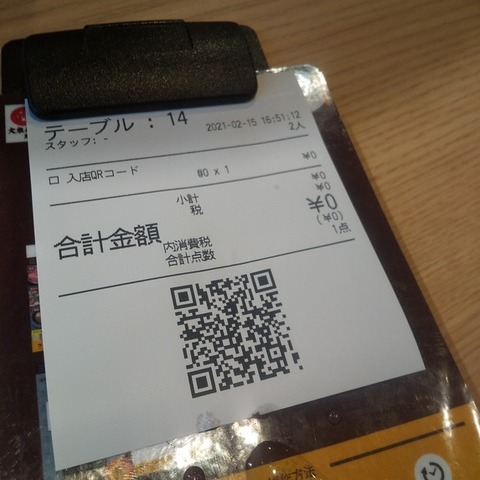 テーブル : 14
2021-02-15 16:51:12
スタッフ: -
2人
入店QRコード @0 x 1 ¥0
小計 ¥0
税 ¥0
合計金額 ¥0
内消費税 (¥0)
合計点数 1点